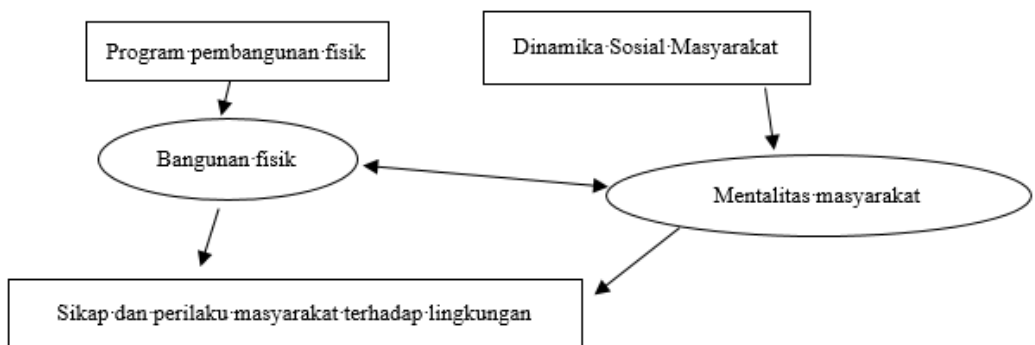 Program pembangunan fisik
Dinamika Sosial Masyarakat
Bangunan fisik
Mentalitas masyarakat
Sikap dan perilaku masyarakat terhadap lingkungan